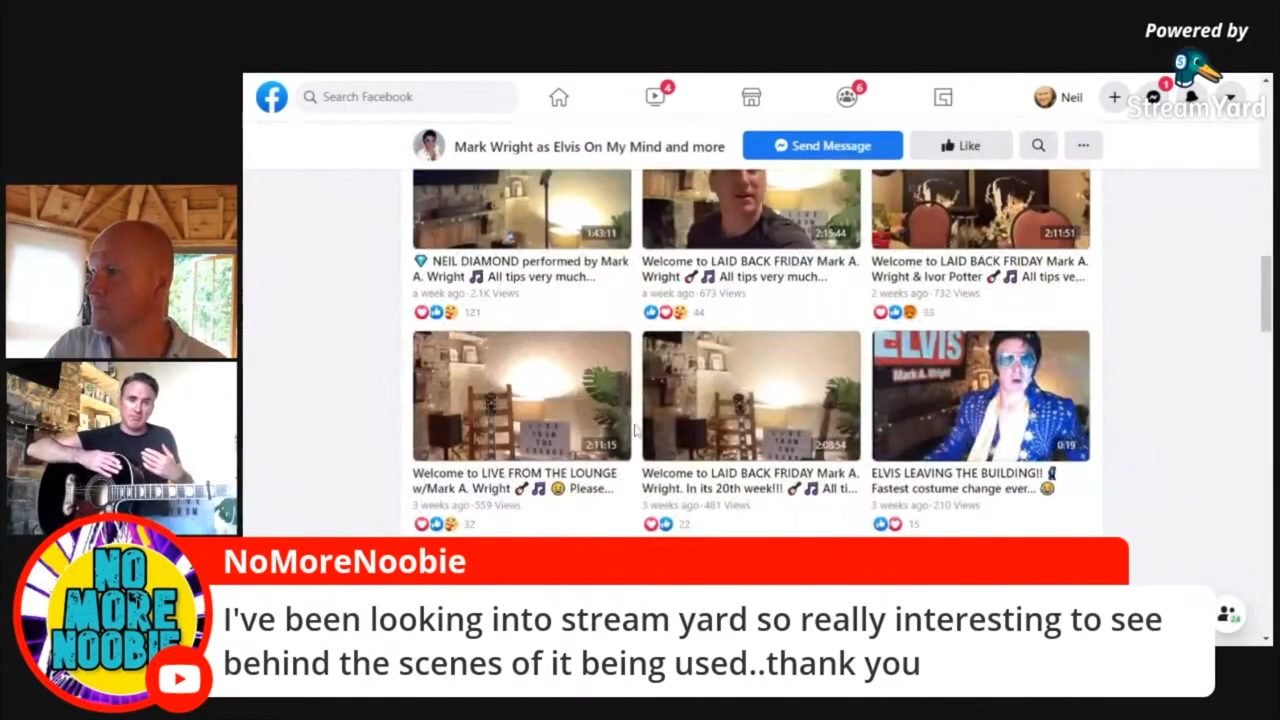 Powered by
StreamYard
Search Facebook
4
6
Neil
1
Mark Wright as Elvis On My Mind and more
Send Message
Like
1:43:11
2:15:44
2:11:51
💎 NEIL DIAMOND performed by Mark
A. Wright 🎵 All tips very much...
a week ago · 2.1K Views
121
Welcome to LAID BACK FRIDAY Mark A.
Wright 🎸🎵 All tips very much...
a week ago · 673 Views
44
Welcome to LAID BACK FRIDAY Mark A.
Wright & Ivor Potter 🎸🎵 All tips ve...
2 weeks ago · 732 Views
33
2:11:15
2:08:54
ELVIS
Mark A. Wright
0:19
Welcome to LIVE FROM THE LOUNGE
w/Mark A. Wright 🎸🎵 😉 Please...
3 weeks ago · 559 Views
32
Welcome to LAID BACK FRIDAY Mark A.
Wright. In its 20th week!!! 🎸🎵 All ti...
3 weeks ago · 481 Views
22
ELVIS LEAVING THE BUILDING!! 🕺
Fastest costume change ever... 😂
3 weeks ago · 210 Views
15
24
NO
MORE
NOOBIE
NoMoreNoobie
I've been looking into stream yard so really interesting to see
behind the scenes of it being used..thank you